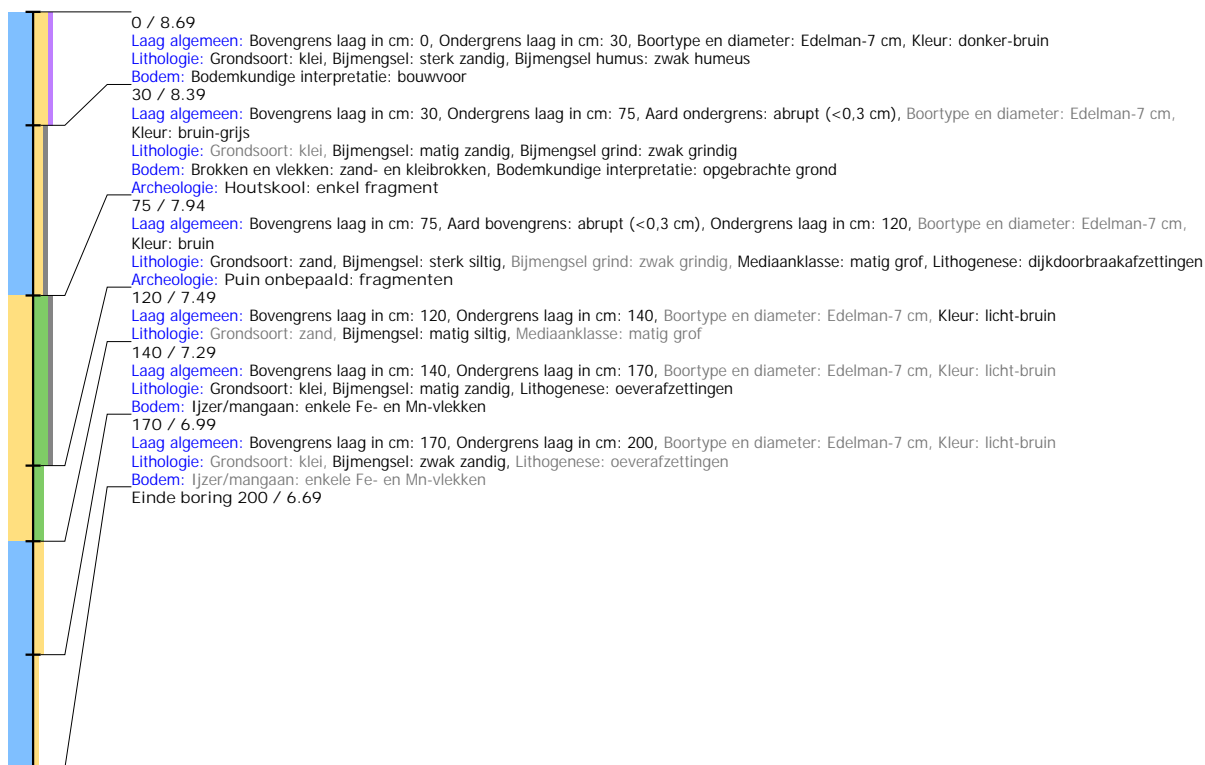 0 / 8.69
Laag algemeen: Bovengrens laag in cm: 0, Ondergrens laag in cm: 30, Boortype en diameter: Edelman-7 cm, Kleur: donker-bruin
Lithologie: Grondsoort: klei, Bijmengsel: sterk zandig, Bijmengsel humus: zwak humeus
Bodem: Bodemkundige interpretatie: bouwvoor
30 / 8.39
Laag algemeen: Bovengrens laag in cm: 30, Ondergrens laag in cm: 75, Aard ondergrens: abrupt (<0,3 cm), Boortype en diameter: Edelman-7 cm,
Kleur: bruin-grijs
Lithologie: Grondsoort: klei, Bijmengsel: matig zandig, Bijmengsel grind: zwak grindig
Bodem: Brokken en vlekken: zand- en kleibrokken, Bodemkundige interpretatie: opgebrachte grond
Archeologie: Houtskool: enkel fragment
75 / 7.94
Laag algemeen: Bovengrens laag in cm: 75, Aard bovengrens: abrupt (<0,3 cm), Ondergrens laag in cm: 120, Boortype en diameter: Edelman-7 cm,
Kleur: bruin
Lithologie: Grondsoort: zand, Bijmengsel: sterk siltig, Bijmengsel grind: zwak grindig, Mediaanklasse: matig grof, Lithogenese: dijkdoorbraakafzettingen
Archeologie: Puin onbepaald: fragmenten
120 / 7.49
Laag algemeen: Bovengrens laag in cm: 120, Ondergrens laag in cm: 140, Boortype en diameter: Edelman-7 cm, Kleur: licht-bruin
Lithologie: Grondsoort: zand, Bijmengsel: matig siltig, Mediaanklasse: matig grof
140 / 7.29
Laag algemeen: Bovengrens laag in cm: 140, Ondergrens laag in cm: 170, Boortype en diameter: Edelman-7 cm, Kleur: licht-bruin
Lithologie: Grondsoort: klei, Bijmengsel: matig zandig, Lithogenese: oeverafzettingen
Bodem: Ijzer/mangaan: enkele Fe- en Mn-vlekken
170 / 6.99
Laag algemeen: Bovengrens laag in cm: 170, Ondergrens laag in cm: 200, Boortype en diameter: Edelman-7 cm, Kleur: licht-bruin
Lithologie: Grondsoort: klei, Bijmengsel: zwak zandig, Lithogenese: oeverafzettingen
Bodem: Ijzer/mangaan: enkele Fe- en Mn-vlekken
Einde boring 200 / 6.69